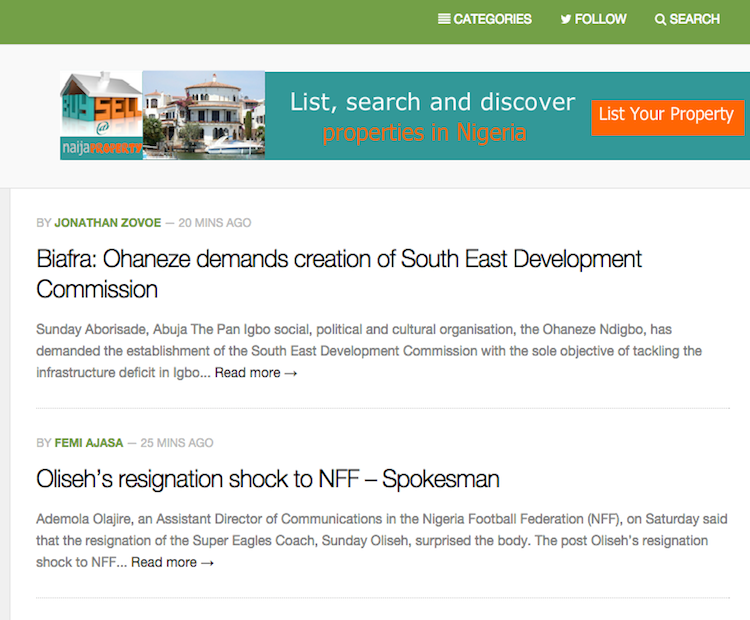 CATEGORIES FOLLOW SEARCH
BUY SELL
@
naijaPROPERTY
List, search and discover
properties in Nigeria
List Your Property
BY JONATHAN ZOVOE — 20 MINS AGO
Biafra: Ohaneze demands creation of South East Development
Commission
Sunday Aborisade, Abuja The Pan Igbo social, political and cultural organisation, the Ohaneze Ndigbo, has
demanded the establishment of the South East Development Commission with the sole objective of tackling the
infrastructure deficit in Igbo... Read more →
BY FEMI AJASA — 25 MINS AGO
Oliseh’s resignation shock to NFF – Spokesman
Ademola Olajire, an Assistant Director of Communications in the Nigeria Football Federation (NFF), on Saturday said
that the resignation of the Super Eagles Coach, Sunday Oliseh, surprised the body. The post Oliseh’s resignation
shock to NFF... Read more →